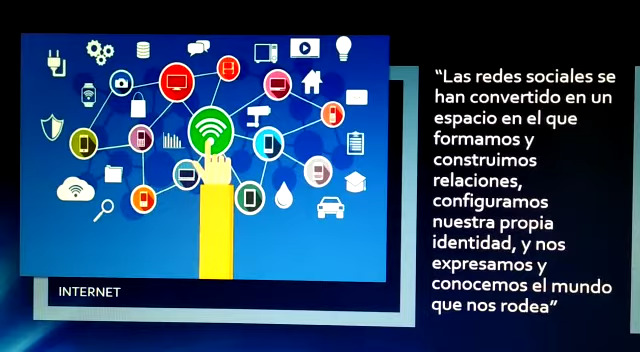 INTERNET
“Las redes sociales se
han convertido en un
espacio en el que
formamos y
construimos
relaciones,
configuramos
nuestra propia
identidad, y nos
expresamos y
conocemos el mundo
que nos rodea”